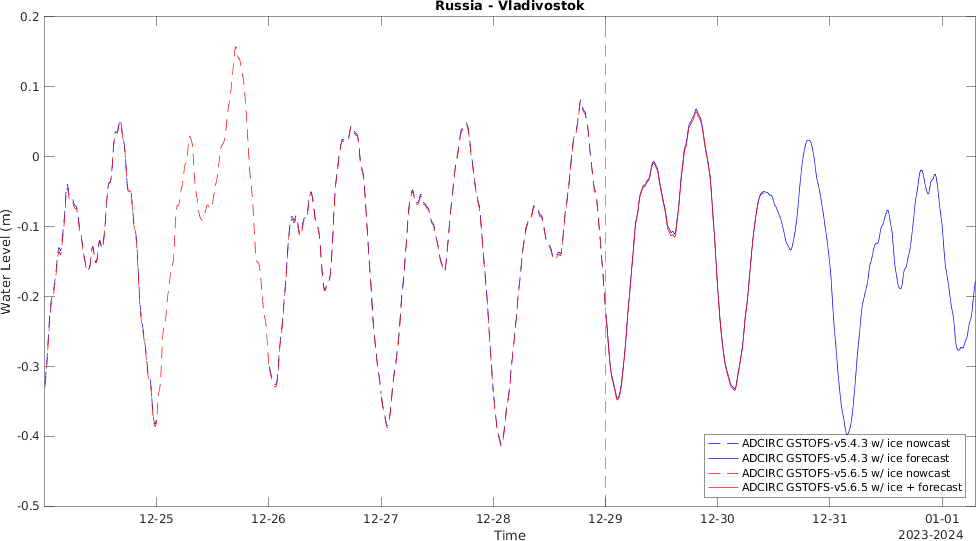 Russia - Vladivostok
0.2
0.1
0
-0.1
-0.2
-0.3
-0.4
-0.5
Water Level (m)
12-25
12-26
12-27
12-28
12-29
12-30
12-31
01-01
Time
2023-2024
ADCIRC GSTOFS-v5.4.3 w/ ice nowcast
ADCIRC GSTOFS-v5.4.3 w/ ice forecast
ADCIRC GSTOFS-v5.6.5 w/ ice nowcast
ADCIRC GSTOFS-v5.6.5 w/ ice + forecast